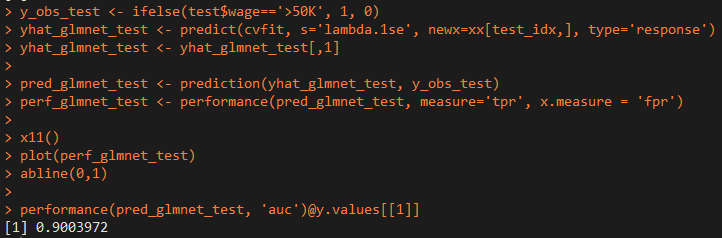 > y_obs_test <- ifelse(test$wage=='>50K', 1, 0)
> yhat_glmnet_test <- predict(cvfit, s='lambda.1se', newx=xx[test_idx,], type='response')
> yhat_glmnet_test <- yhat_glmnet_test[,1]
>
> pred_glmnet_test <- prediction(yhat_glmnet_test, y_obs_test)
> perf_glmnet_test <- performance(pred_glmnet_test, measure='tpr', x.measure = 'fpr')
>
> x11()
> plot(perf_glmnet_test)
> abline(0,1)
>
> performance(pred_glmnet_test, 'auc')@y.values[[1]]
[1] 0.9003972